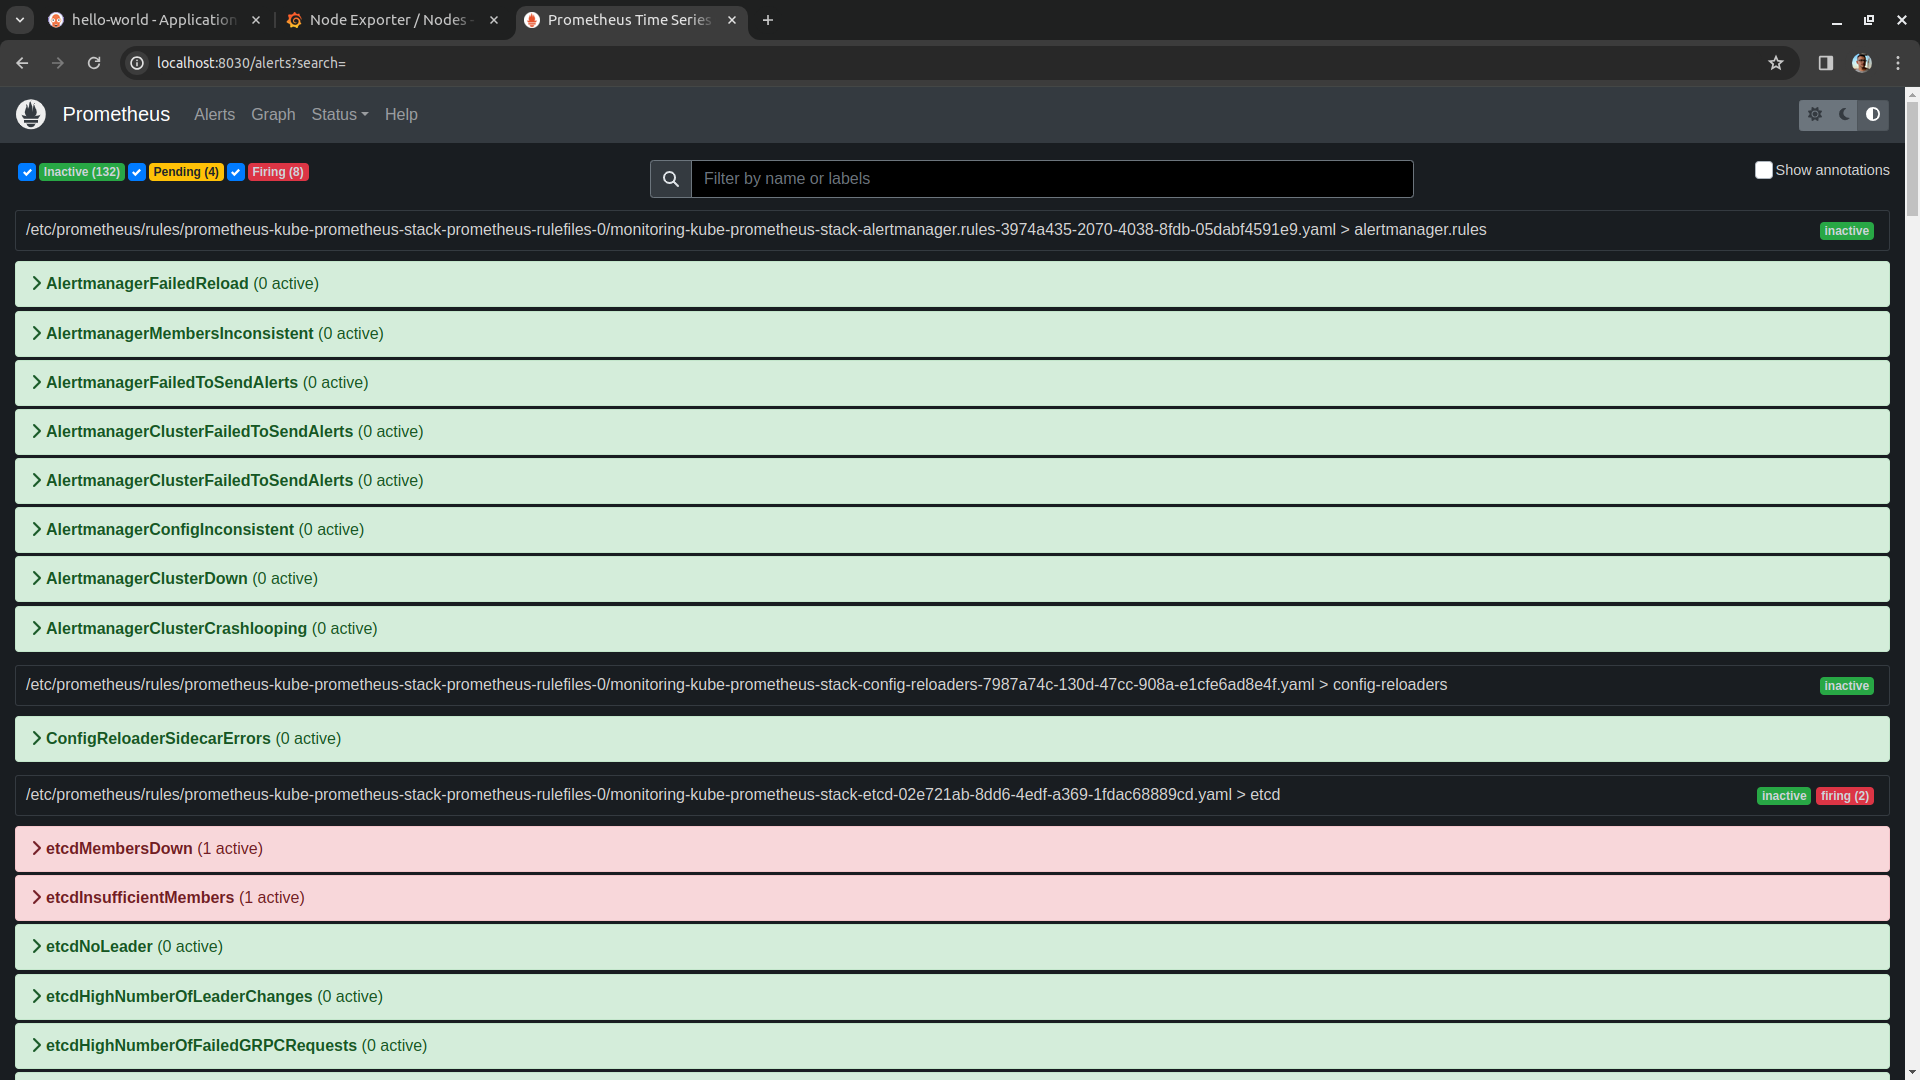 hello-world - Application
Node Exporter / Nodes -
Prometheus Time Series
localhost:8030/alerts?search=
Prometheus Alerts Graph Status Help
Inactive (132) Pending (4) Firing (8)
Filter by name or labels
Show annotations
/etc/prometheus/rules/prometheus-kube-prometheus-stack-prometheus-rulefiles-0/monitoring-kube-prometheus-stack-alertmanager.rules-3974a435-2070-4038-8fdb-05dabf4591e9.yaml > alertmanager.rules inactive
AlertmanagerFailedReload (0 active)
AlertmanagerMembersInconsistent (0 active)
AlertmanagerFailedToSendAlerts (0 active)
AlertmanagerClusterFailedToSendAlerts (0 active)
AlertmanagerClusterFailedToSendAlerts (0 active)
AlertmanagerConfigInconsistent (0 active)
AlertmanagerClusterDown (0 active)
AlertmanagerClusterCrashlooping (0 active)
/etc/prometheus/rules/prometheus-kube-prometheus-stack-prometheus-rulefiles-0/monitoring-kube-prometheus-stack-config-reloaders-7987a74c-130d-47cc-908a-e1cfe6ad8e4f.yaml > config-reloaders inactive
ConfigReloaderSidecarErrors (0 active)
/etc/prometheus/rules/prometheus-kube-prometheus-stack-prometheus-rulefiles-0/monitoring-kube-prometheus-stack-etcd-02e721ab-8dd6-4edf-a369-1fdac68889cd.yaml > etcd inactive firing (2)
etcdMembersDown (1 active)
etcdInsufficientMembers (1 active)
etcdNoLeader (0 active)
etcdHighNumberOfLeaderChanges (0 active)
etcdHighNumberOfFailedGRPCRequests (0 active)